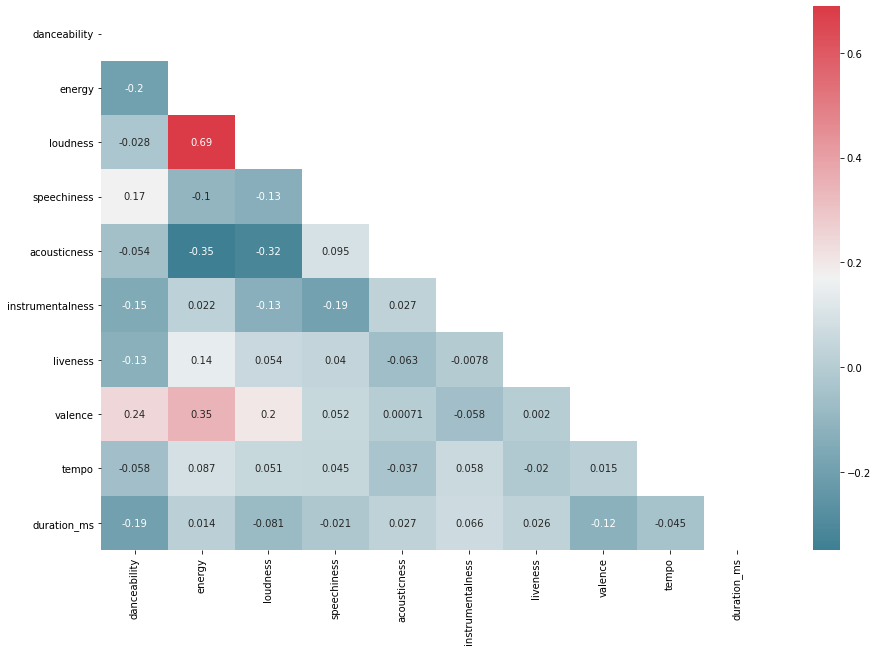 danceability
energy -0.2
loudness -0.028 0.69
speechiness 0.17 -0.1 -0.13
acousticness -0.054 -0.35 -0.32 0.095
instrumentalness -0.15 0.022 -0.13 -0.19 0.027
liveness -0.13 0.14 0.054 0.04 -0.063 -0.0078
valence 0.24 0.35 0.2 0.052 0.00071 -0.058 0.002
tempo -0.058 0.087 0.051 0.045 -0.037 0.058 -0.02 0.015
duration_ms -0.19 0.014 -0.081 -0.021 0.027 0.066 0.026 -0.12 -0.045
danceability
energy
loudness
speechiness
acousticness
instrumentalness
liveness
valence
tempo
duration_ms
0.6
0.4
0.2
0.0
−0.2